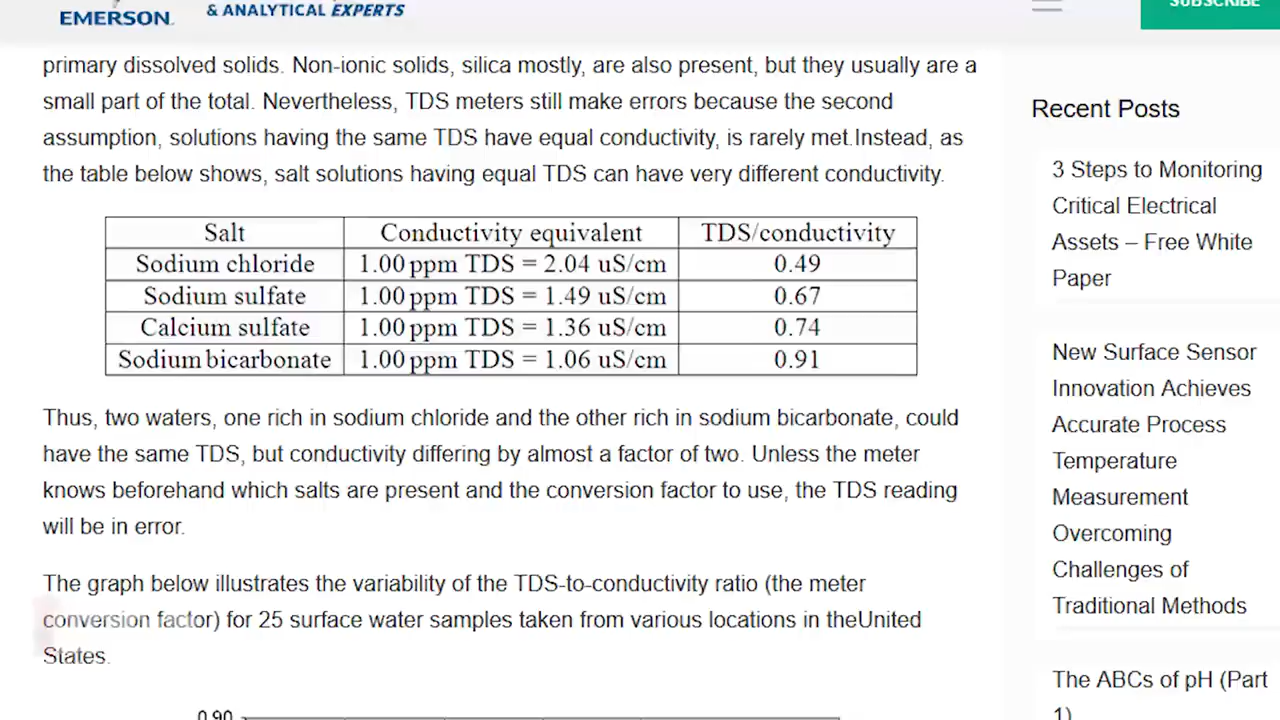 EMERSON.
& ANALYTICAL EXPERTS
SUBSCRIBE
primary dissolved solids. Non-ionic solids, silica mostly, are also present, but they usually are a
small part of the total. Nevertheless, TDS meters still make errors because the second
assumption, solutions having the same TDS have equal conductivity, is rarely met.Instead, as
the table below shows, salt solutions having equal TDS can have very different conductivity.
Salt Conductivity equivalent TDS/conductivity
Sodium chloride 1.00 ppm TDS = 2.04 uS/cm 0.49
Sodium sulfate 1.00 ppm TDS = 1.49 uS/cm 0.67
Calcium sulfate 1.00 ppm TDS = 1.36 uS/cm 0.74
Sodium bicarbonate 1.00 ppm TDS = 1.06 uS/cm 0.91
Thus, two waters, one rich in sodium chloride and the other rich in sodium bicarbonate, could
have the same TDS, but conductivity differing by almost a factor of two. Unless the meter
knows beforehand which salts are present and the conversion factor to use, the TDS reading
will be in error.
The graph below illustrates the variability of the TDS-to-conductivity ratio (the meter
conversion factor) for 25 surface water samples taken from various locations in theUnited
States.
0.90
Recent Posts
3 Steps to Monitoring
Critical Electrical
Assets – Free White
Paper
New Surface Sensor
Innovation Achieves
Accurate Process
Temperature
Measurement
Overcoming
Challenges of
Traditional Methods
The ABCs of pH (Part
1)